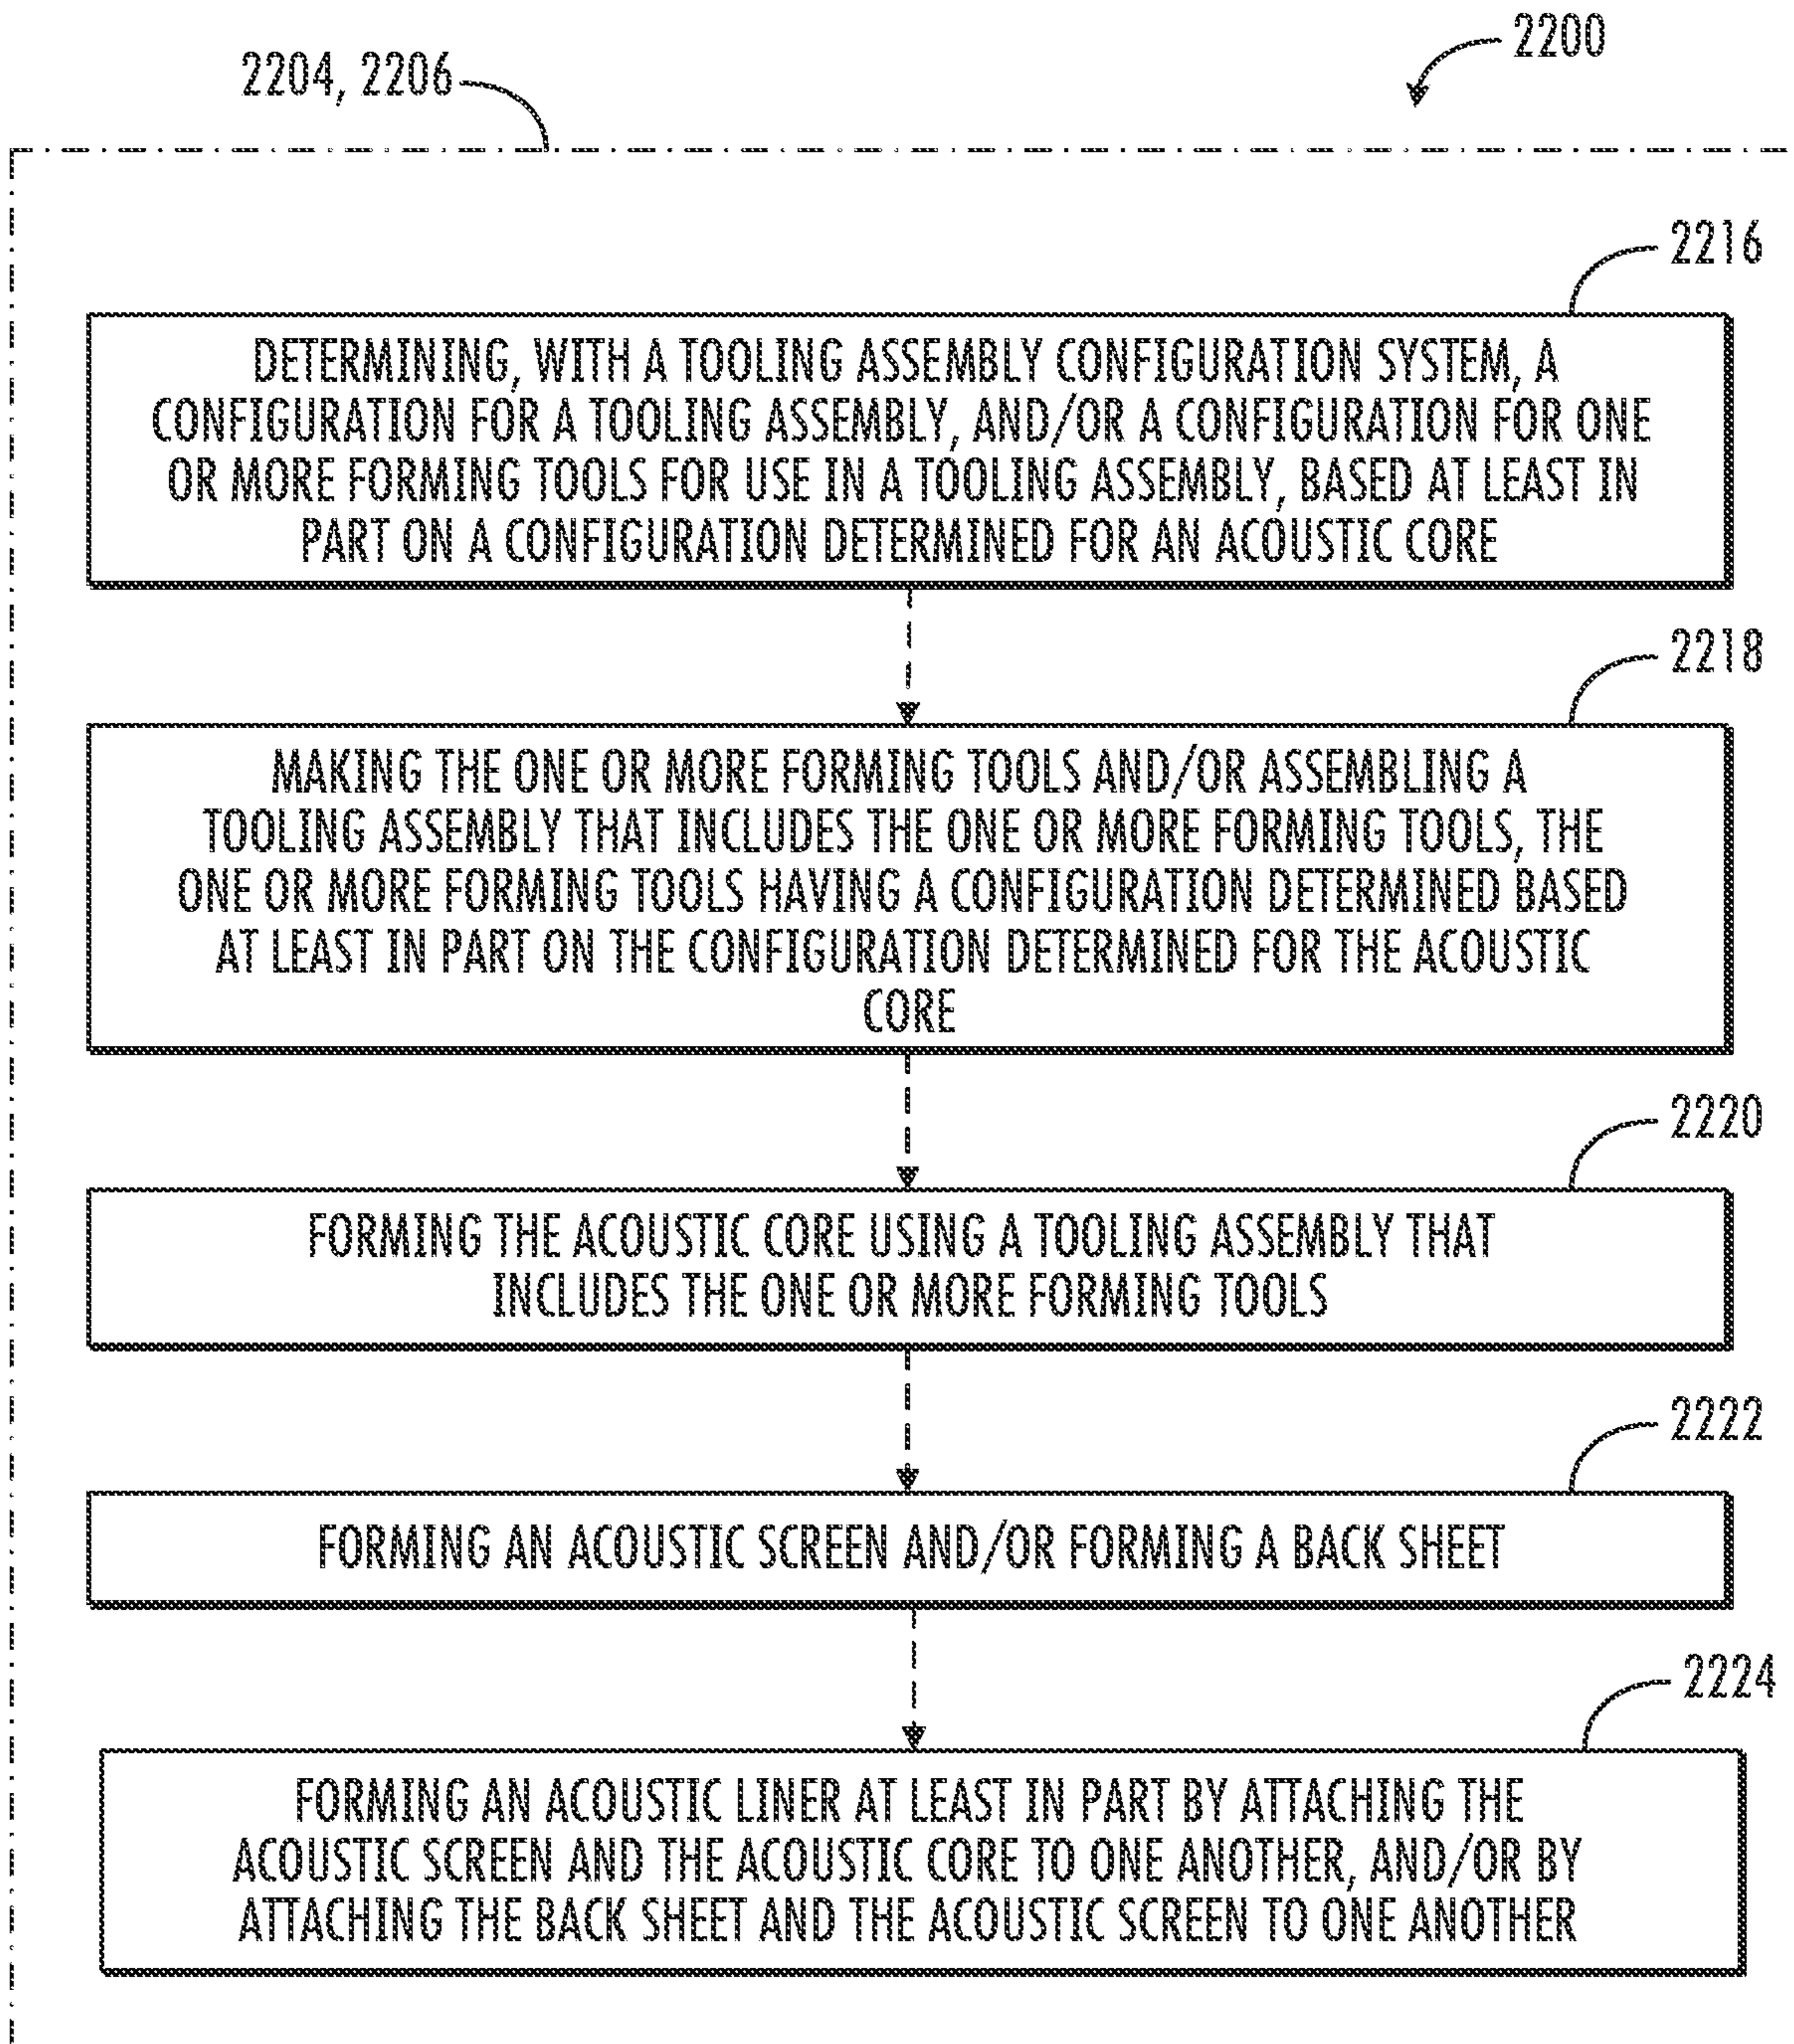 2200
2204, 2206
2216
DETERMINING, WITH A TOOLING ASSEMBLY CONFIGURATION SYSTEM, A
CONFIGURATION FOR A TOOLING ASSEMBLY, AND/OR A CONFIGURATION FOR ONE
OR MORE FORMING TOOLS FOR USE IN A TOOLING ASSEMBLY, BASED AT LEAST IN
PART ON A CONFIGURATION DETERMINED FOR AN ACOUSTIC CORE
2218
MAKING THE ONE OR MORE FORMING TOOLS AND/OR ASSEMBLING A
TOOLING ASSEMBLY THAT INCLUDES THE ONE OR MORE FORMING TOOLS, THE
ONE OR MORE FORMING TOOLS HAVING A CONFIGURATION DETERMINED BASED
AT LEAST IN PART ON THE CONFIGURATION DETERMINED FOR THE ACOUSTIC
CORE
2220
FORMING THE ACOUSTIC CORE USING A TOOLING ASSEMBLY THAT
INCLUDES THE ONE OR MORE FORMING TOOLS
2222
FORMING AN ACOUSTIC SCREEN AND/OR FORMING A BACK SHEET
2224
FORMING AN ACOUSTIC LINER AT LEAST IN PART BY ATTACHING THE
ACOUSTIC SCREEN AND THE ACOUSTIC CORE TO ONE ANOTHER, AND/OR BY
ATTACHING THE BACK SHEET AND THE ACOUSTIC SCREEN TO ONE ANOTHER